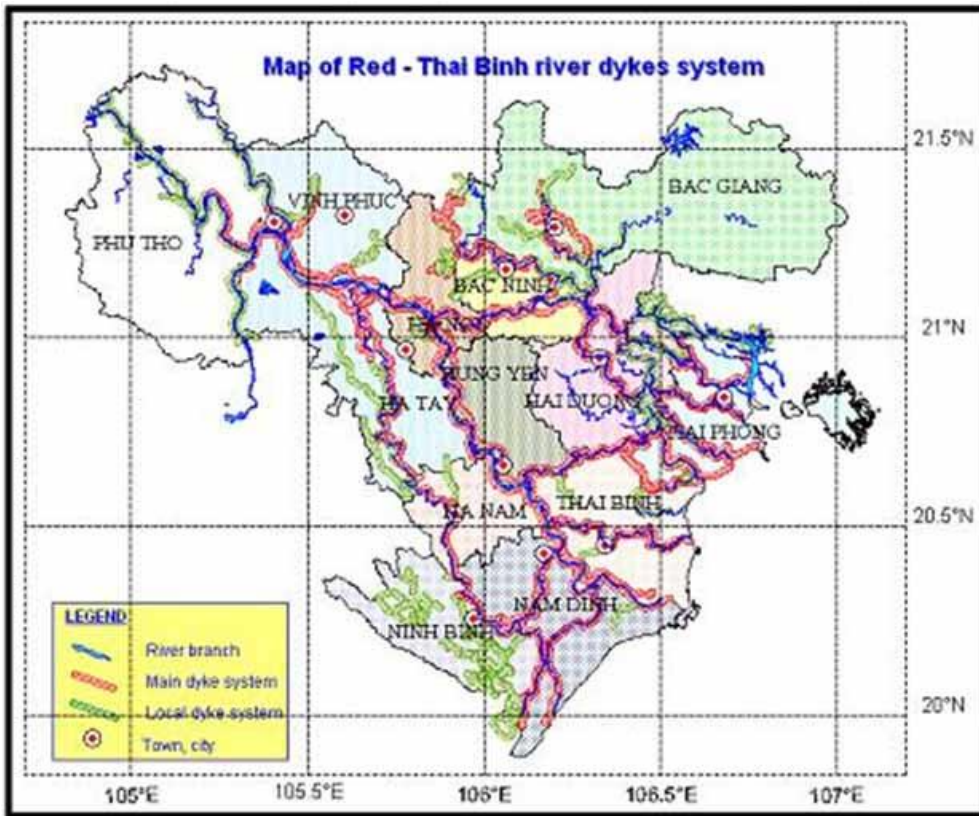 Map of Red - Thai Binh river dykes system
21.5°N
BAC GIANG
VINH PHUC
PHU THO
BAC NINH
21°N
HUNG YEN
HA TAY
HAI DUONG
HAI PHONG
THAI BINH
HA NAM
20.5°N
NAM DINH
NINH BINH
LEGEND
River branch
Main dyke system
Local dyke system
Town, city
20°N
105°E
105.5°E
106°E
106.5°E
107°E